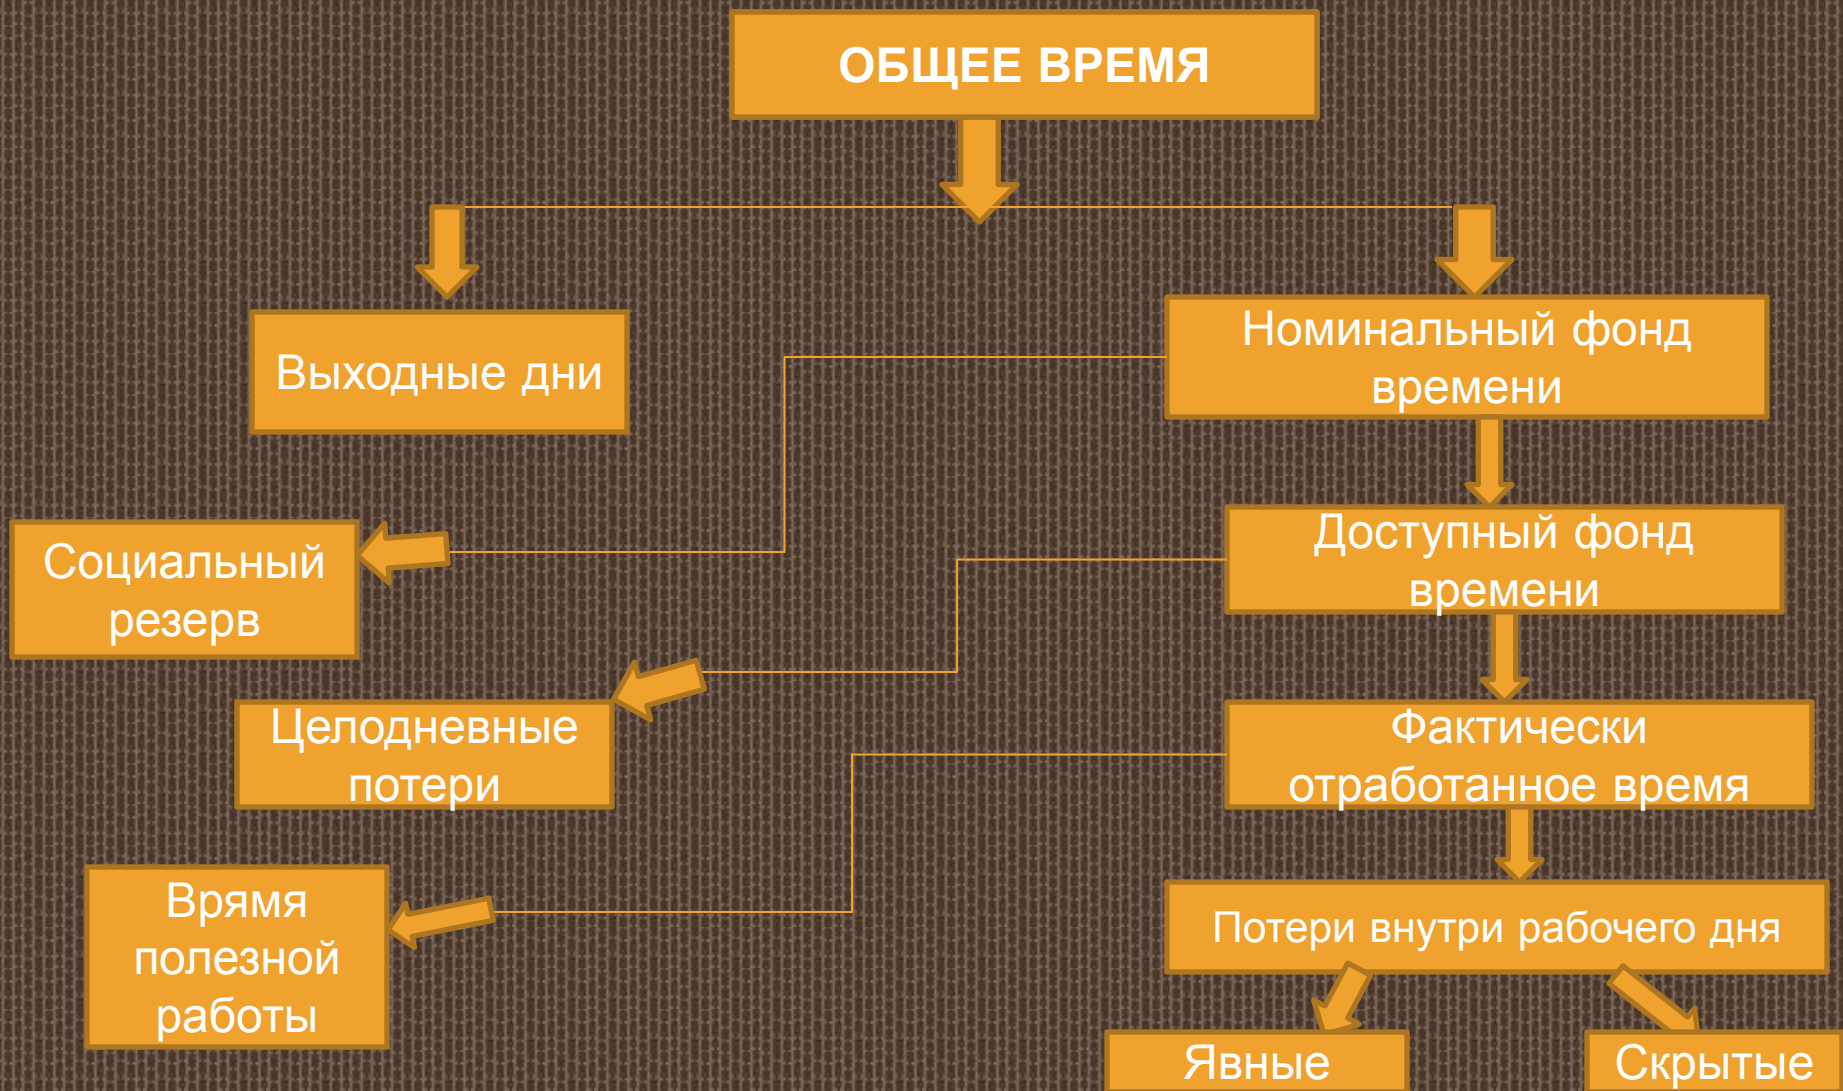 ОБЩЕЕ ВРЕМЯ
Выходные дни
Номинальный фонд
времени
Социальный
резерв
Доступный фонд
времени
Целодневные
потери
Фактически
отработанное время
Врямя
полезной
работы
Потери внутри рабочего дня
Явные
Скрытые